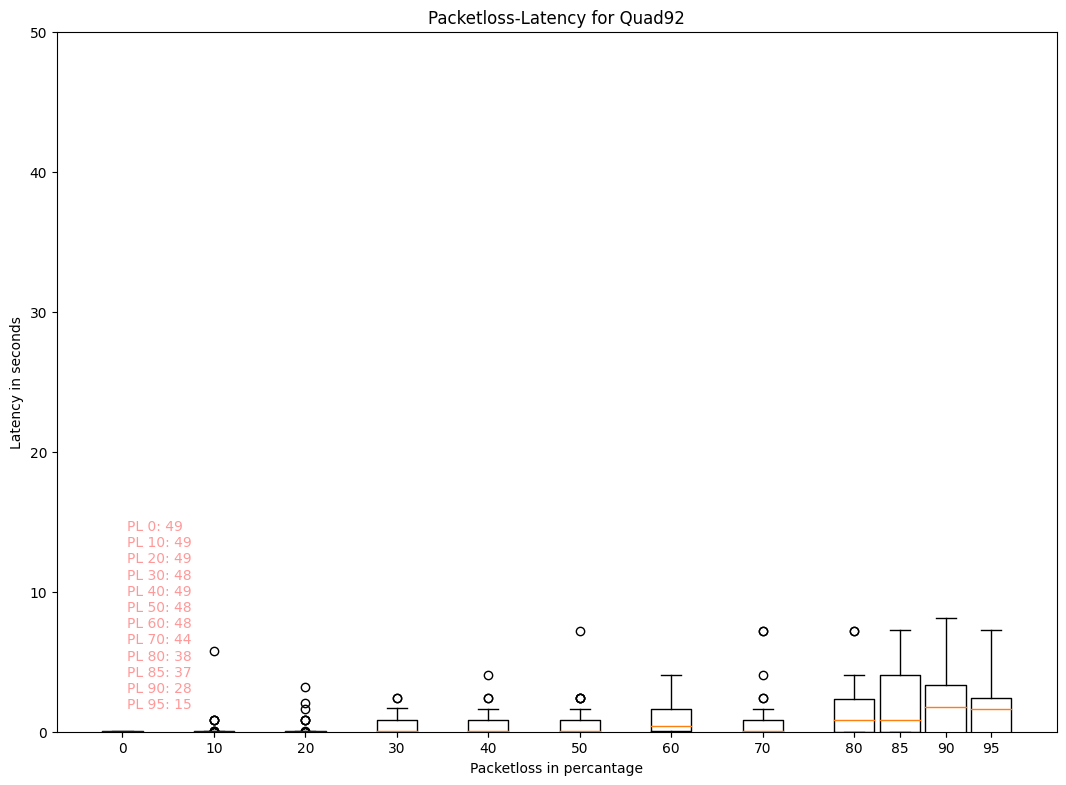 Packetloss-Latency for Quad92
50
40
30
20
10
0
Latency in seconds
PL 0: 49
PL 10: 49
PL 20: 49
PL 30: 48
PL 40: 49
PL 50: 48
PL 60: 48
PL 70: 44
PL 80: 38
PL 85: 37
PL 90: 28
PL 95: 15
0 10 20 30 40 50 60 70 80 85 90 95
Packetloss in percantage